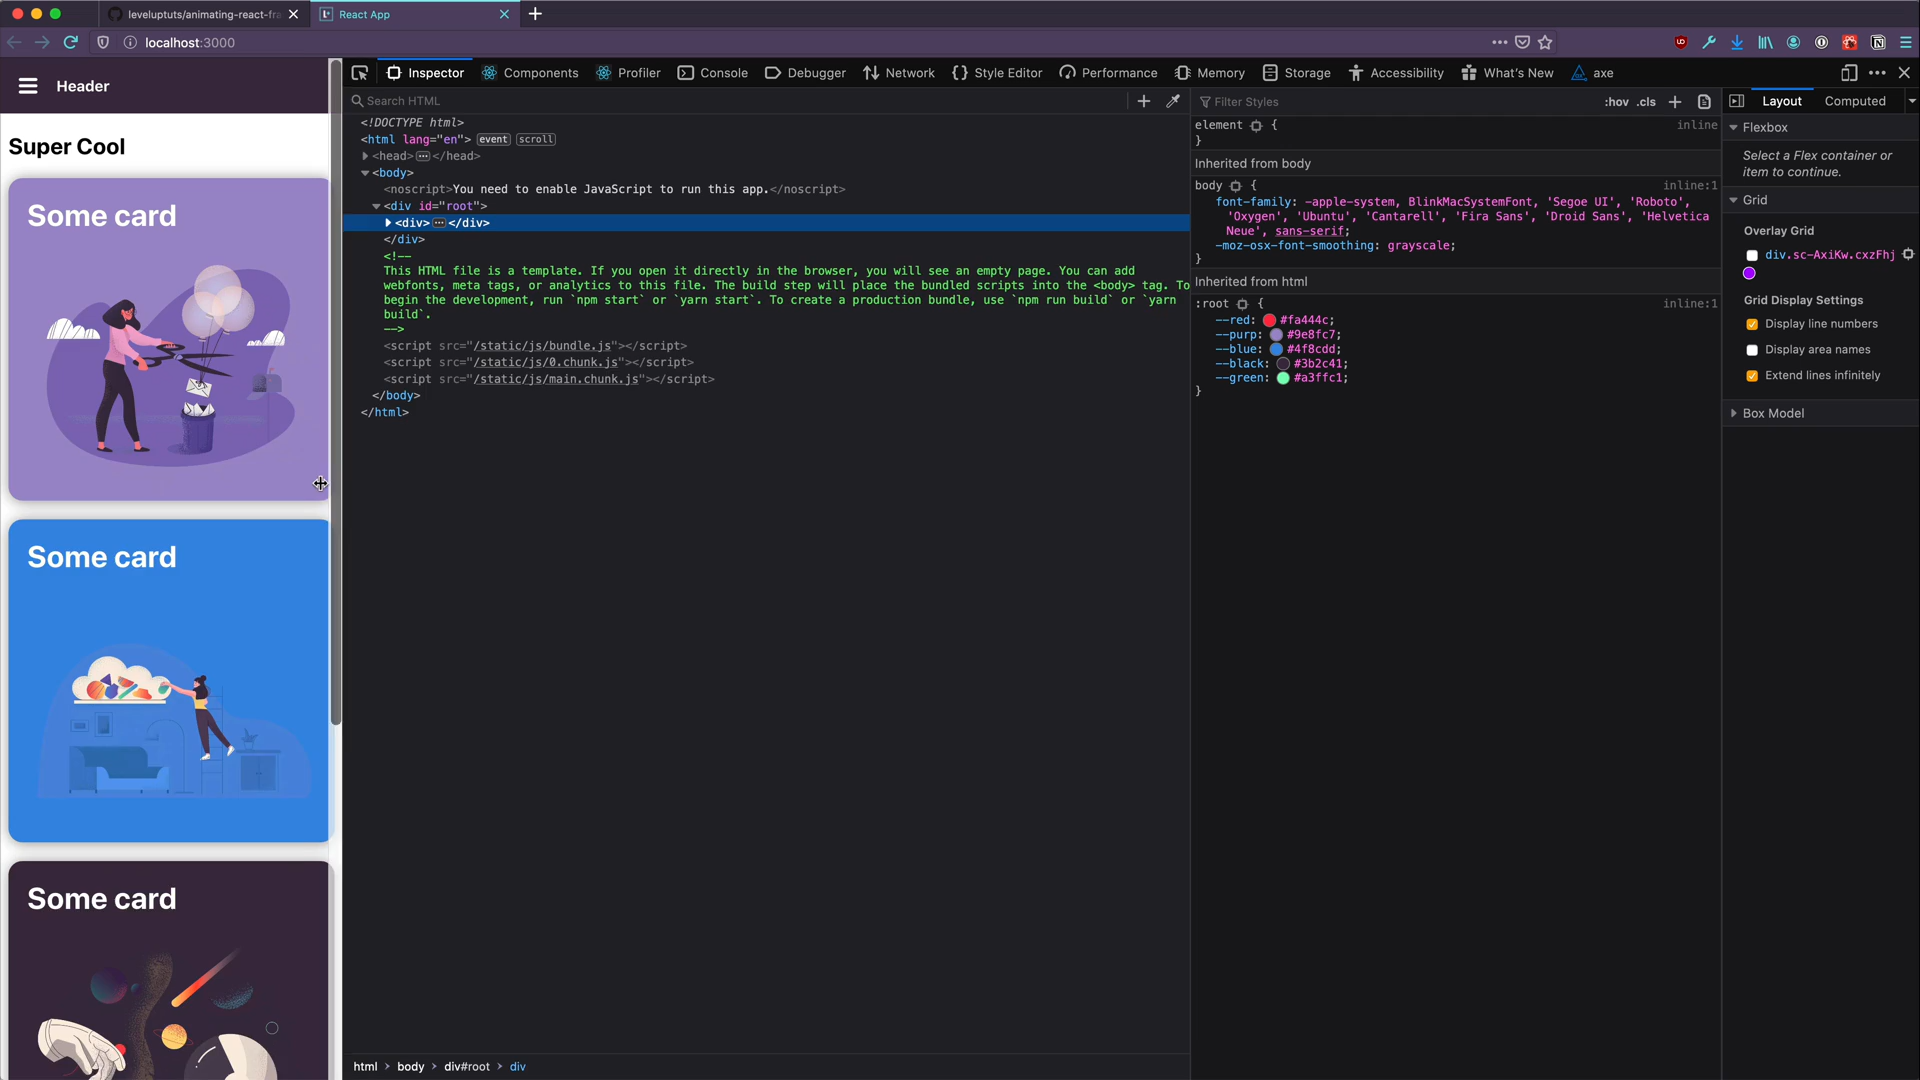 leveluptuts/animating-react-fra
React App
localhost:3000
Header
Super Cool
Some card
Some card
Some card
Inspector
Components
Profiler
Console
Debugger
Network
Style Editor
Performance
Memory
Storage
Accessibility
What's New
axe
Search HTML
<!DOCTYPE html>
<html lang="en"> event scroll
<head>⋯</head>
<body>
<noscript>You need to enable JavaScript to run this app.</noscript>
<div id="root">
<div>⋯</div>
</div>
<!--
This HTML file is a template. If you open it directly in the browser, you will see an empty page. You can add
webfonts, meta tags, or analytics to this file. The build step will place the bundled scripts into the <body> tag. To
begin the development, run `npm start` or `yarn start`. To create a production bundle, use `npm run build` or `yarn
build`.
-->
<script src="/static/js/bundle.js"></script>
<script src="/static/js/0.chunk.js"></script>
<script src="/static/js/main.chunk.js"></script>
</body>
</html>
html > body > div#root > div
Filter Styles
:hov .cls
element { inline
}
Inherited from body
body { inline:1
font-family: -apple-system, BlinkMacSystemFont, 'Segoe UI', 'Roboto',
'Oxygen', 'Ubuntu', 'Cantarell', 'Fira Sans', 'Droid Sans', 'Helvetica
Neue', sans-serif;
-moz-osx-font-smoothing: grayscale;
}
Inherited from html
:root { inline:1
--red: #fa444c;
--purp: #9e8fc7;
--blue: #4f8cdd;
--black: #3b2c41;
--green: #a3ffc1;
}
Layout
Computed
Flexbox
Select a Flex container or
item to continue.
Grid
Overlay Grid
div.sc-AxiKw.cxzFhj
Grid Display Settings
Display line numbers
Display area names
Extend lines infinitely
Box Model